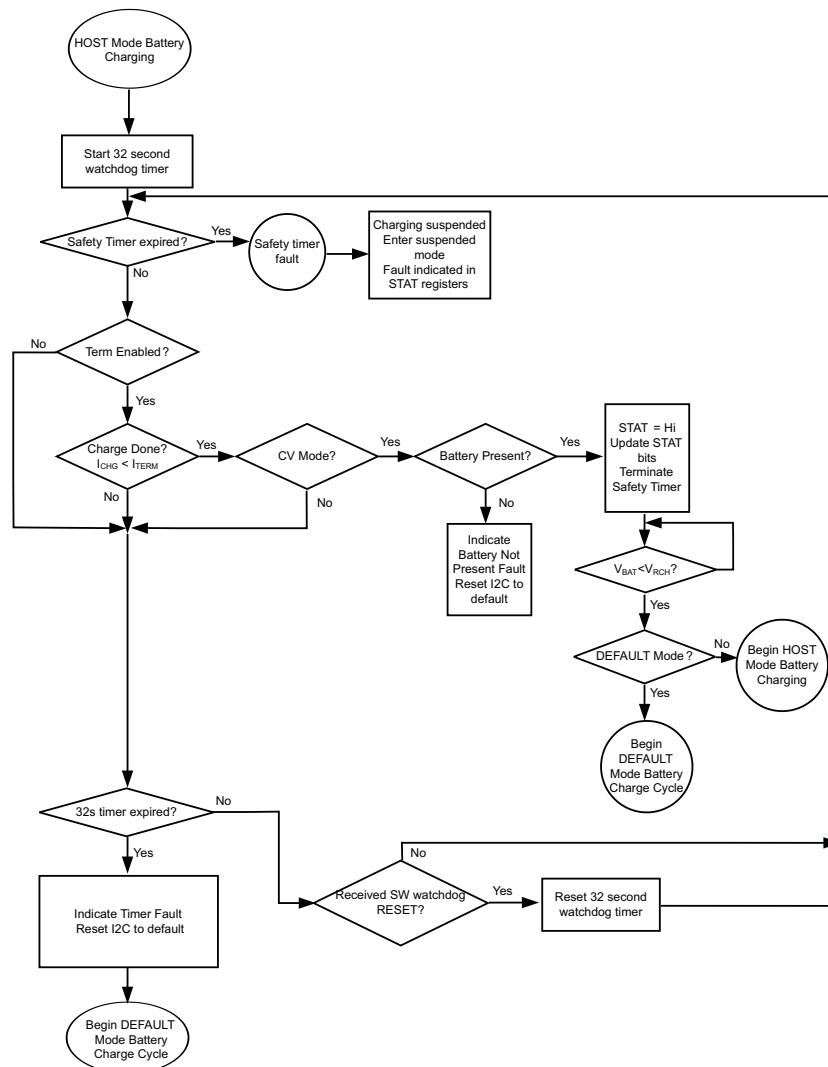 HOST Mode Battery
Charging
Start 32 second
watchdog timer
Safety Timer expired?
Yes
No
Safety timer
fault
Charging suspended
Enter suspended
mode
Fault indicated in
STAT registers
Term Enabled?
No
Yes
Charge Done?
ICHG < ITERM
Yes
No
CV Mode?
Yes
No
Battery Present?
Yes
No
STAT = Hi
Update STAT
bits
Terminate
Safety Timer
Indicate
Battery Not
Present Fault
Reset I2C to
default
VBAT<VRCH?
Yes
DEFAULT Mode?
No
Yes
Begin HOST
Mode Battery
Charging
Begin
DEFAULT
Mode Battery
Charge Cycle
32s timer expired?
No
Yes
Received SW watchdog
RESET?
No
Yes
Reset 32 second
watchdog timer
Indicate Timer Fault
Reset I2C to default
Begin DEFAULT
Mode Battery
Charge Cycle